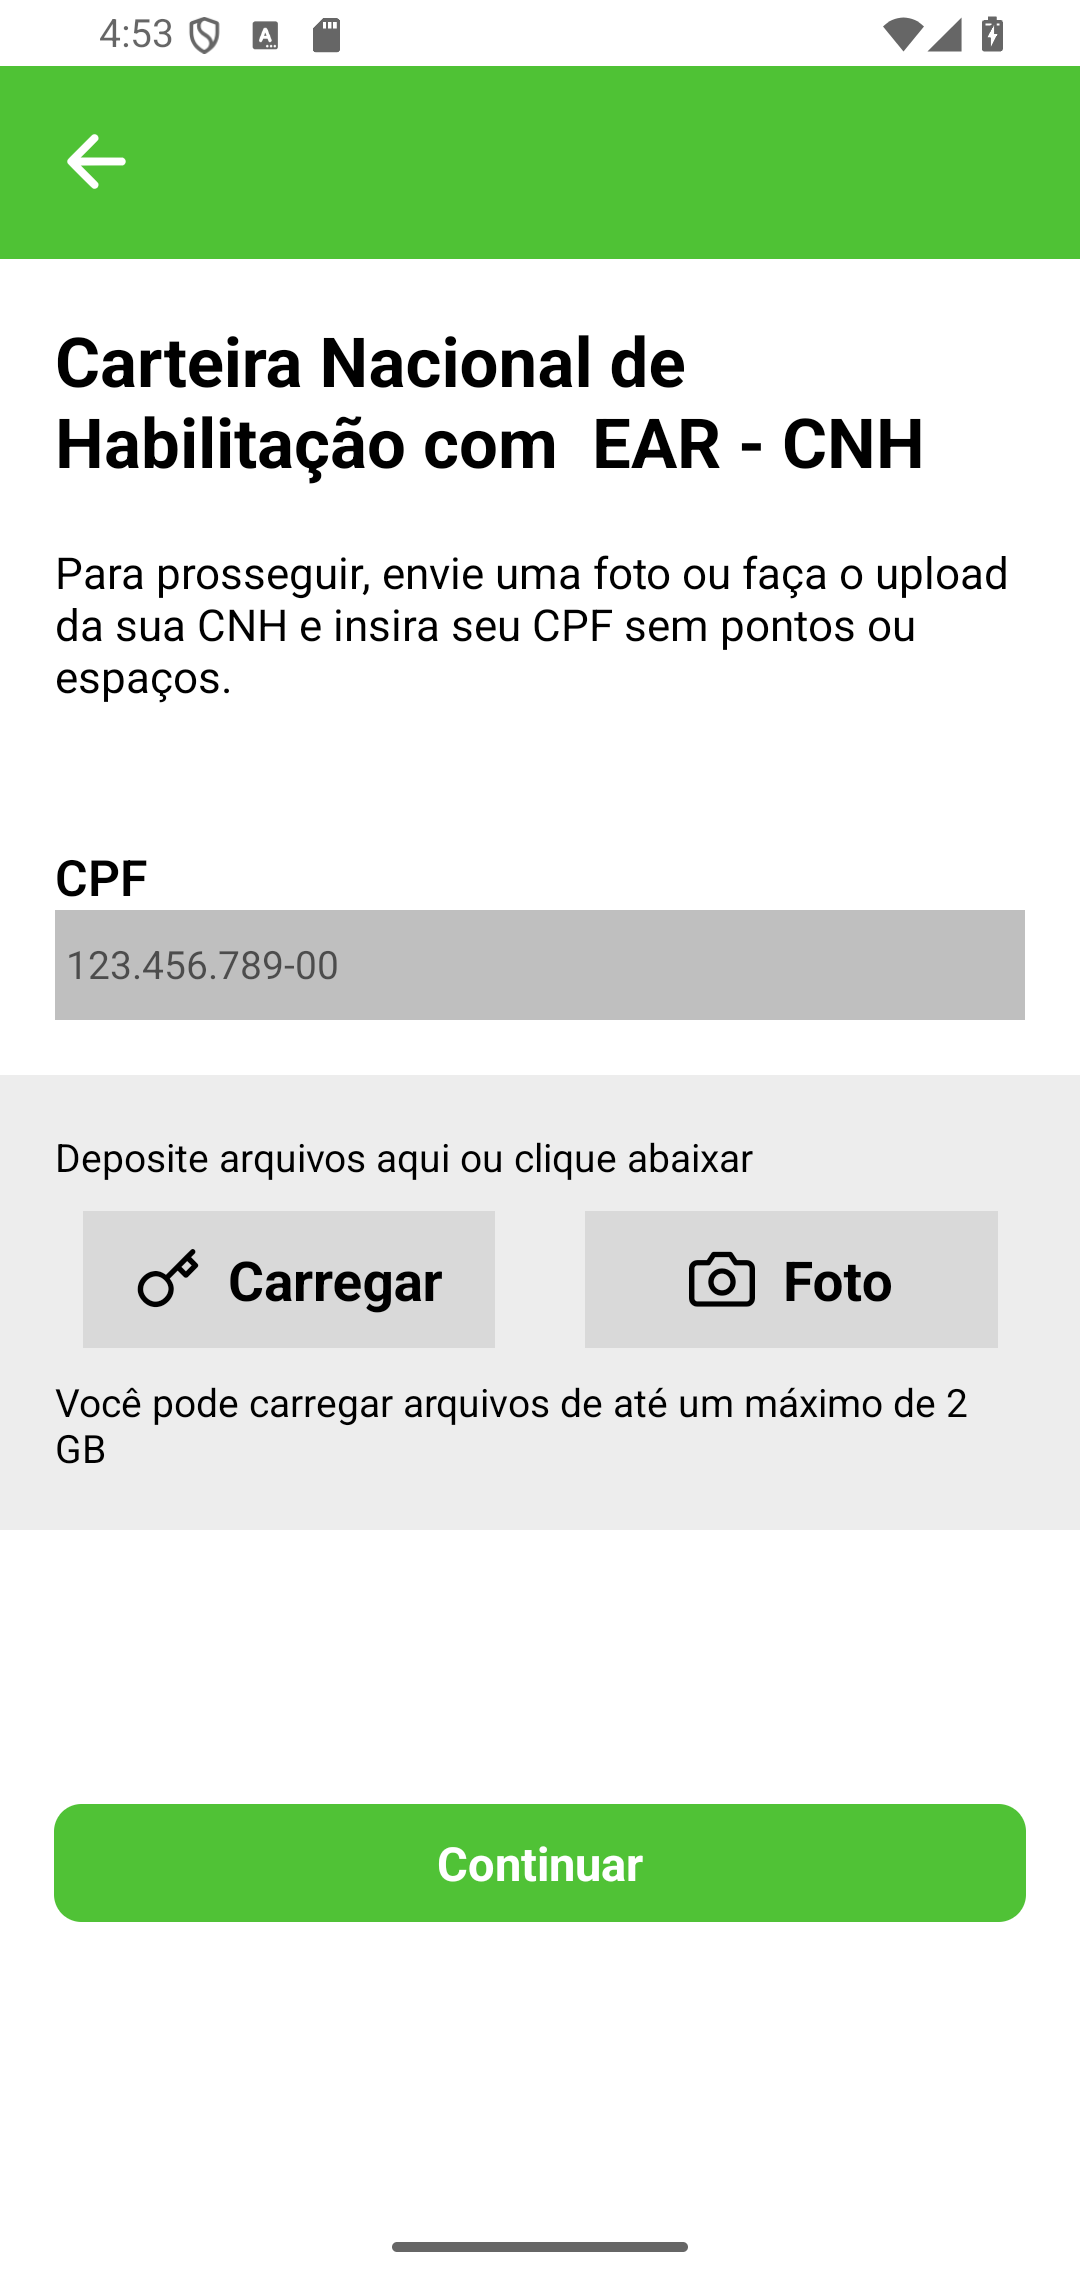 4:53
Carteira Nacional de
Habilitação com  EAR - CNH
Para prosseguir, envie uma foto ou faça o upload
da sua CNH e insira seu CPF sem pontos ou
espaços.
CPF
123.456.789-00
Deposite arquivos aqui ou clique abaixar
Carregar
Foto
Você pode carregar arquivos de até um máximo de 2
GB
Continuar